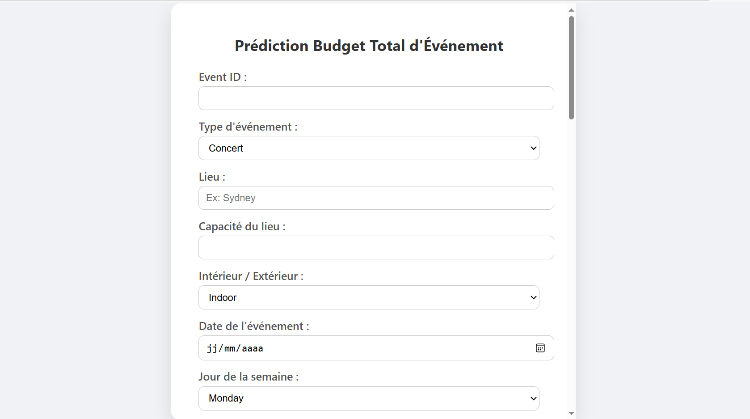 Prédiction Budget Total d'Événement
Event ID :
Type d'événement :
Concert
Lieu :
Ex: Sydney
Capacité du lieu :
Intérieur / Extérieur :
Indoor
Date de l'événement :
jj/mm/aaaa
Jour de la semaine :
Monday